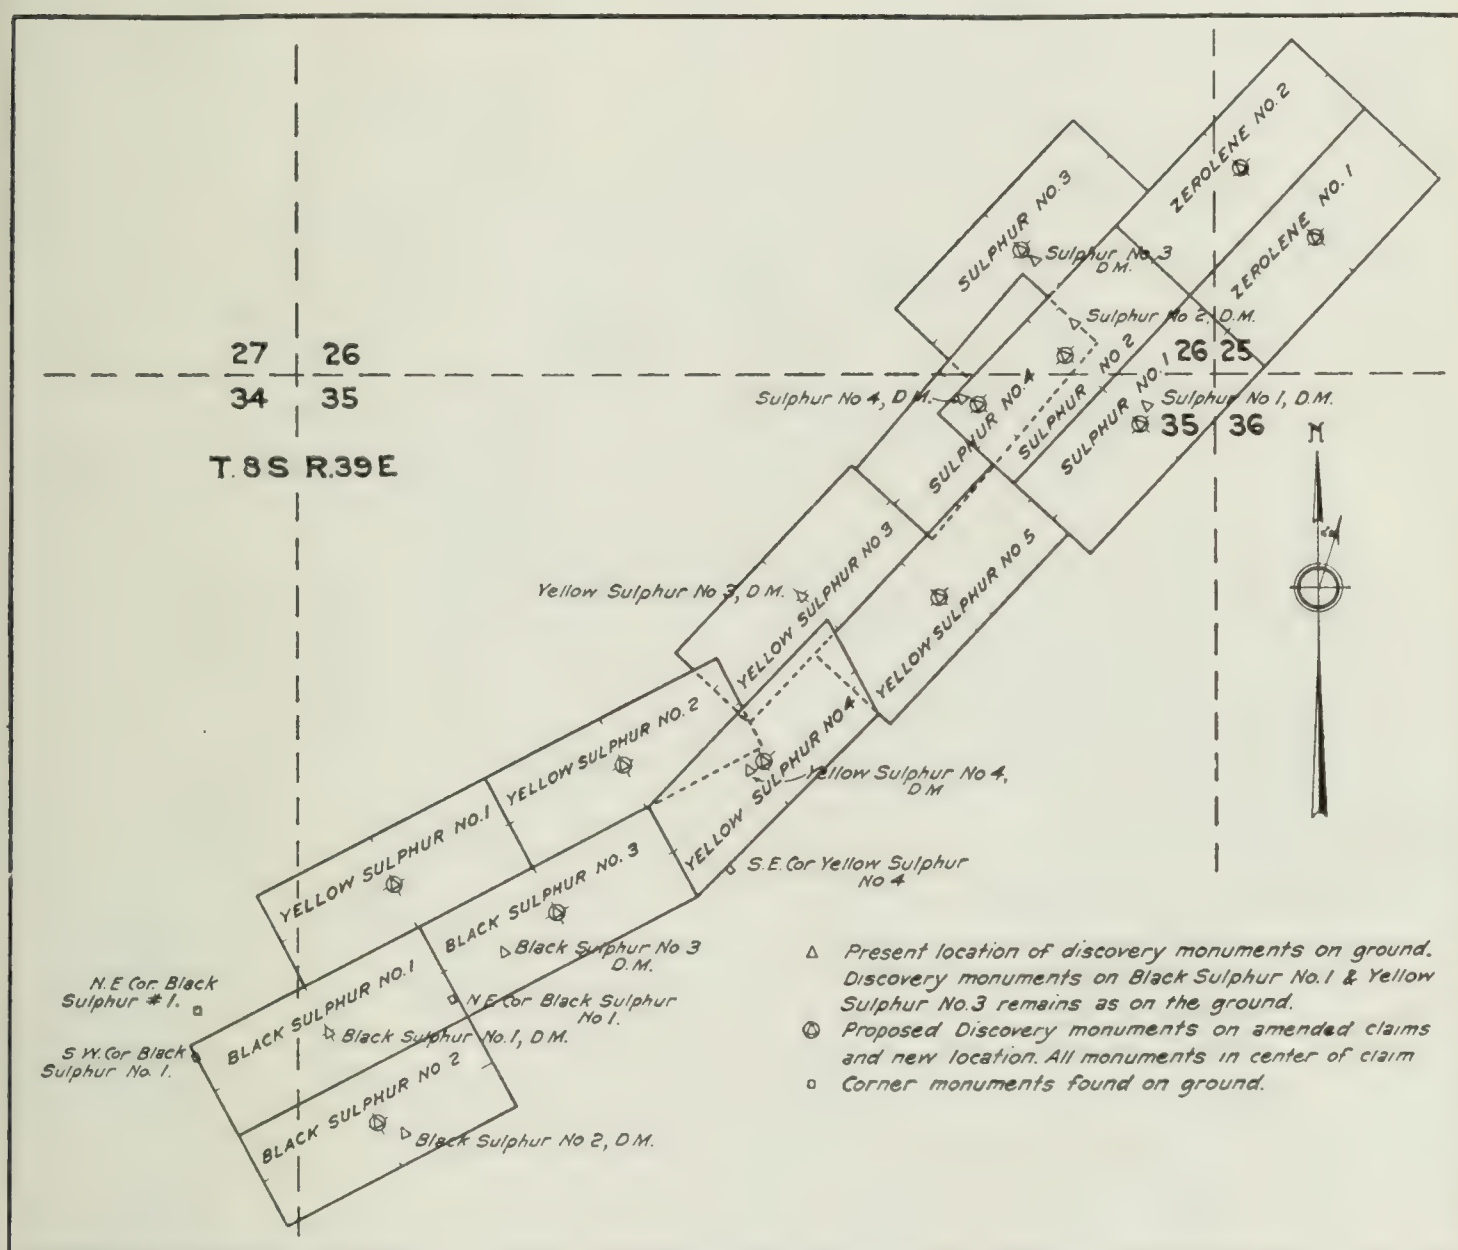 ZEROLENE NO. 2
ZEROLENE NO. 1
SULPHUR NO. 3
Sulphur No. 3
D.M.
Sulphur No 2, D.M.
SULPHUR NO. 2
SULPHUR NO. 1
26 25
35 36
Sulphur No 1, D.M.
SULPHUR NO. 4
Sulphur No 4, D.M.
27 26
34 35
T. 8 S R. 39 E
N
YELLOW SULPHUR NO 3
Yellow Sulphur No 3, D.M.
YELLOW SULPHUR NO 5
YELLOW SULPHUR NO. 2
YELLOW SULPHUR NO 4
Yellow Sulphur No 4,
D M
YELLOW SULPHUR NO. 1
BLACK SULPHUR NO. 3
S.E. Cor Yellow Sulphur
No 4
Black Sulphur No 3
D.M.
N.E Cor. Black
Sulphur # 1.
BLACK SULPHUR NO. 1
N E Cor Black Sulphur
No 1.
Black Sulphur No. 1, D.M.
S W. Cor Black
Sulphur No. 1.
BLACK SULPHUR NO 2
Black Sulphur No 2, D.M.
Present location of discovery monuments on ground.
Discovery monuments on Black Sulphur No. 1 & Yellow
Sulphur No. 3 remains as on the ground.
Proposed Discovery monuments on amended claims
and new location. All monuments in center of claim
Corner monuments found on ground.